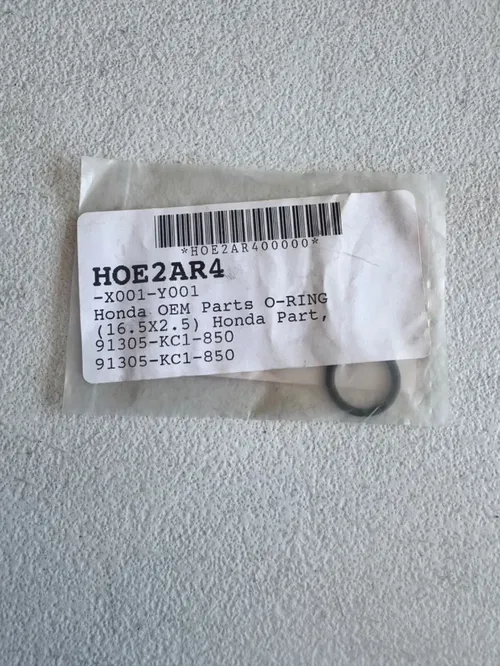 *HOE2AR400000*
HOE2AR4
-X001-Y001
Honda OEM Parts O-RING
(16.5X2.5) Honda Part,
91305-KC1-850
91305-KC1-850